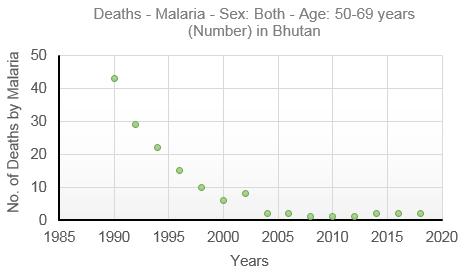 Deaths - Malaria - Sex: Both - Age: 50-69 years
(Number) in Bhutan
No. of Deaths by Malaria
50
40
30
20
10
0
1985 1990 1995 2000 2005 2010 2015 2020
Years